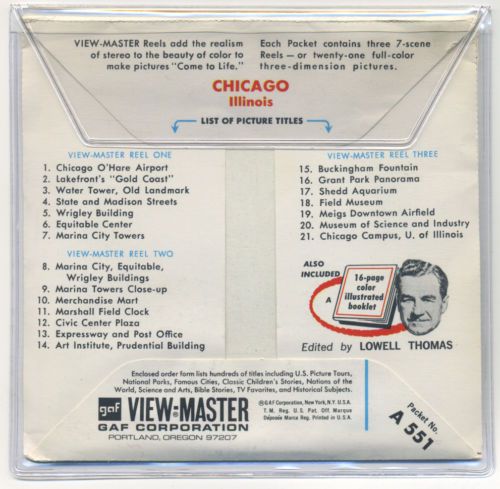 VIEW-MASTER Reels add the realism
of stereo to the beauty of color to
make pictures "Come to Life."
Each Packet contains three 7-scene
Reels — or twenty-one full-color
three-dimension pictures.
CHICAGO
Illinois
LIST OF PICTURE TITLES
VIEW-MASTER REEL ONE
1. Chicago O'Hare Airport
2. Lakefront's "Gold Coast"
3. Water Tower, Old Landmark
4. State and Madison Streets
5. Wrigley Building
6. Equitable Center
7. Marina City Towers
VIEW-MASTER REEL TWO
8. Marina City, Equitable,
Wrigley Buildings
9. Marina Towers Close-up
10. Merchandise Mart
11. Marshall Field Clock
12. Civic Center Plaza
13. Expressway and Post Office
14. Art Institute, Prudential Building
VIEW-MASTER REEL THREE
15. Buckingham Fountain
16. Grant Park Panorama
17. Shedd Aquarium
18. Field Museum
19. Meigs Downtown Airfield
20. Museum of Science and Industry
21. Chicago Campus, U. of Illinois
ALSO
INCLUDED
A
16-page
color
illustrated
booklet
Edited by LOWELL THOMAS
Enclosed order form lists hundreds of titles including U.S. Picture Tours,
National Parks, Famous Cities, Classic Children's Stories, Nations of the
World, Science and Arts, Bible Stories, TV Favorites, and Historical Subjects.
gaf VIEW-MASTER
GAF CORPORATION
PORTLAND, OREGON 97207
©GAF Corporation, New York, N.Y. U.S.A.
T.M. Reg. U.S. Pat. Off. Marque
Déposée Marca Reg. Printed in U.S.A.
Packet No.
A 551